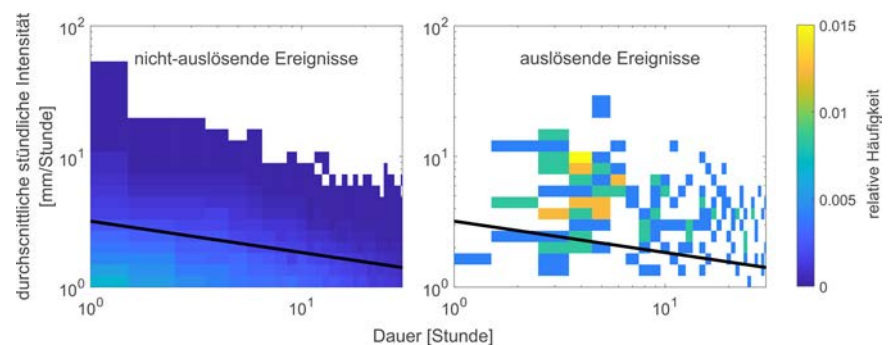 nicht-auslösende Ereignisse
auslösende Ereignisse
durchschnittliche stündliche Intensität
[mm/Stunde]
10²
10¹
10⁰
10⁰
10¹
10²
10¹
10⁰
10⁰
10¹
Dauer [Stunde]
0.015
0.01
0.005
0
relative Häufigkeit